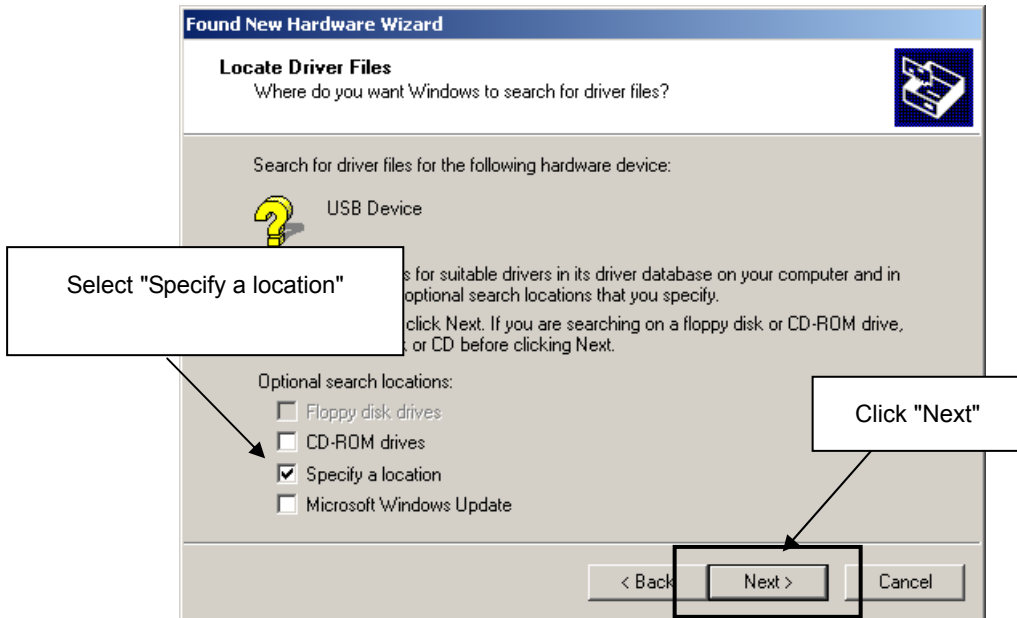 Found New Hardware Wizard
Locate Driver Files
Where do you want Windows to search for driver files?
Search for driver files for the following hardware device:
USB Device
Select "Specify a location"
s for suitable drivers in its driver database on your computer and in
optional search locations that you specify.
click Next. If you are searching on a floppy disk or CD-ROM drive,
or CD before clicking Next.
Optional search locations:
Floppy disk drives
CD-ROM drives
Specify a location
Microsoft Windows Update
Click "Next"
< Back
Next >
Cancel